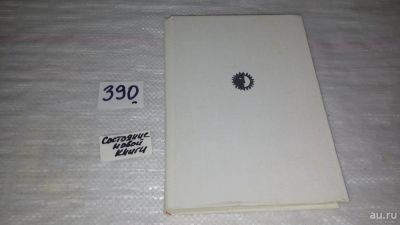 390
Состояние
новой
книги
au.ru